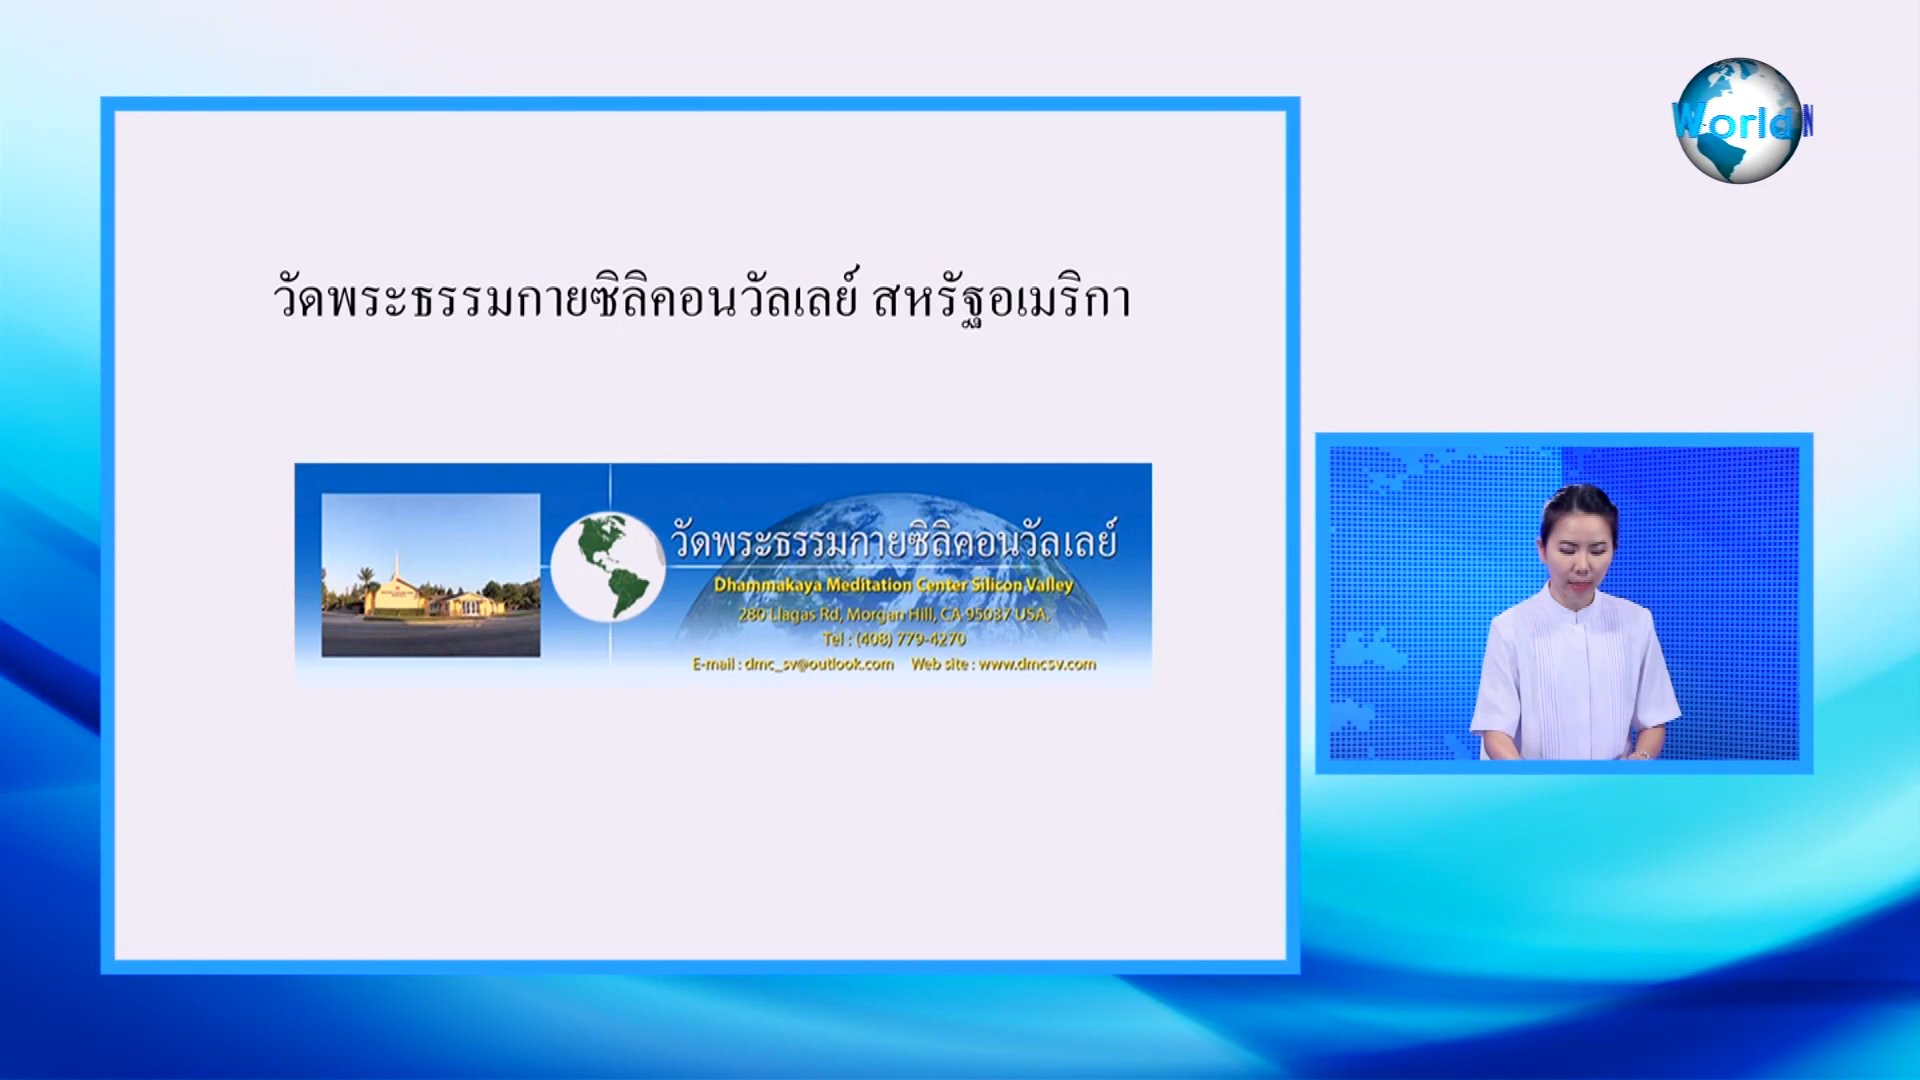 วัดพระธรรมกายซิลิคอนวัลเลย์ สหรัฐอเมริกา
วัดพระธรรมกายซิลิคอนวัลเลย์
Dhammakaya Meditation Center Silicon Valley
280 Llagas Rd, Morgan Hill, CA 95037 USA.
Tel : (408) 779-4270
E-mail : dmc_sv@outlook.com Web site : www.dmcsv.com
World N